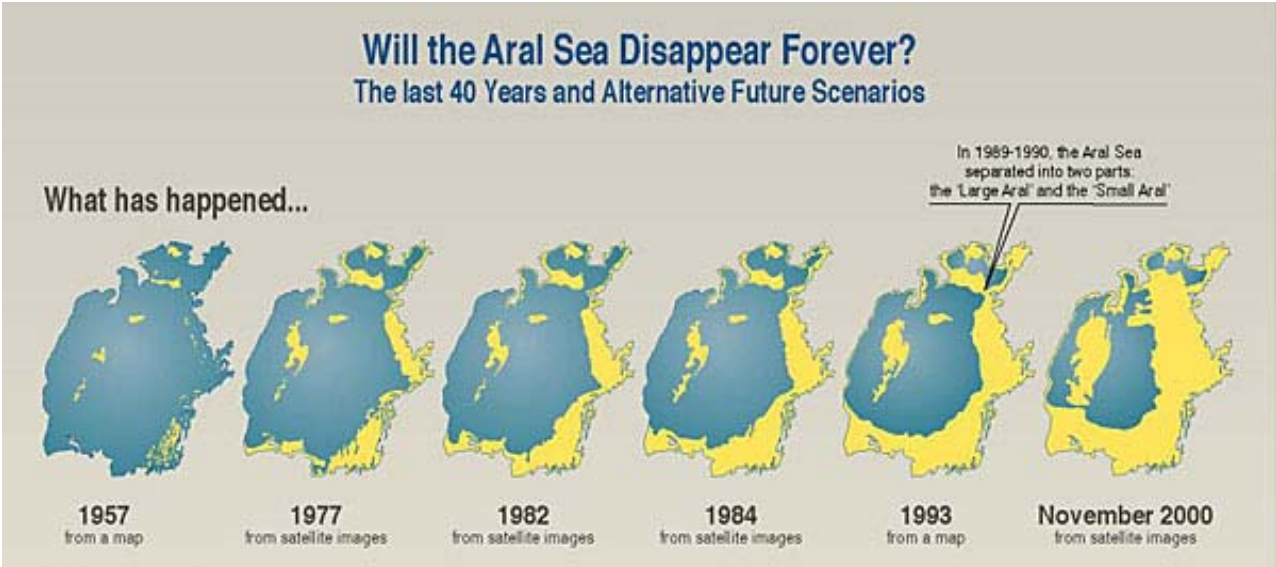 Will the Aral Sea Disappear Forever?
The last 40 Years and Alternative Future Scenarios
In 1989-1990, the Aral Sea
separated into two parts:
the 'Large Aral' and the 'Small Aral'
What has happened...
1957
from a map
1977
from satellite images
1982
from satellite images
1984
from satellite images
1993
from a map
November 2000
from satellite images